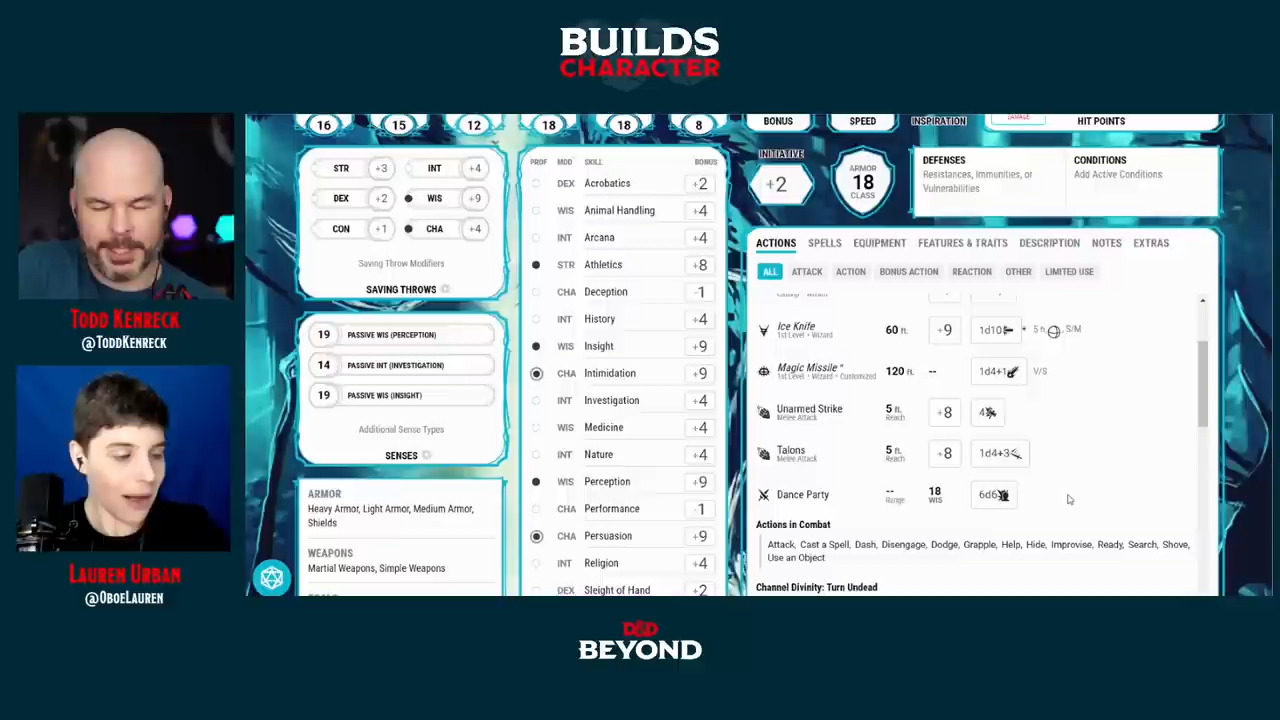 BUILDS
CHARACTER
TODD KENRECK
@TODDKENRECK
LAUREN URBAN
@OBOELAUREN
16 15 12 18 18 8
BONUS SPEED INSPIRATION DAMAGE HIT POINTS
STR +3 INT +4
DEX +2 WIS +9
CON +1 CHA +4
Saving Throw Modifiers
SAVING THROWS
19 PASSIVE WIS (PERCEPTION)
14 PASSIVE INT (INVESTIGATION)
19 PASSIVE WIS (INSIGHT)
Additional Sense Types
SENSES
ARMOR
Heavy Armor, Light Armor, Medium Armor,
Shields
WEAPONS
Martial Weapons, Simple Weapons
PROF MOD SKILL BONUS
DEX Acrobatics +2
WIS Animal Handling +4
INT Arcana +4
STR Athletics +8
CHA Deception -1
INT History +4
WIS Insight +9
CHA Intimidation +9
INT Investigation +4
WIS Medicine +4
INT Nature +4
WIS Perception +9
CHA Performance -1
CHA Persuasion +9
INT Religion +4
DEX Sleight of Hand +2
INITIATIVE
+2
ARMOR
18
CLASS
DEFENSES
Resistances, Immunities, or
Vulnerabilities
CONDITIONS
Add Active Conditions
ACTIONS SPELLS EQUIPMENT FEATURES & TRAITS DESCRIPTION NOTES EXTRAS
ALL ATTACK ACTION BONUS ACTION REACTION OTHER LIMITED USE
Ice Knife 60 ft. +9 1d10 S/M
1st Level • Wizard
Magic Missile * 120 ft. -- 1d4+1 V/S
1st Level • Wizard • Customized
Unarmed Strike 5 ft. +8 4
Melee Attack Reach
Talons 5 ft. +8 1d4+3
Melee Attack Reach
Dance Party -- 18 6d6
Range WIS
Actions in Combat
Attack, Cast a Spell, Dash, Disengage, Dodge, Grapple, Help, Hide, Improvise, Ready, Search, Shove,
Use an Object
Channel Divinity: Turn Undead
D&D
BEYOND